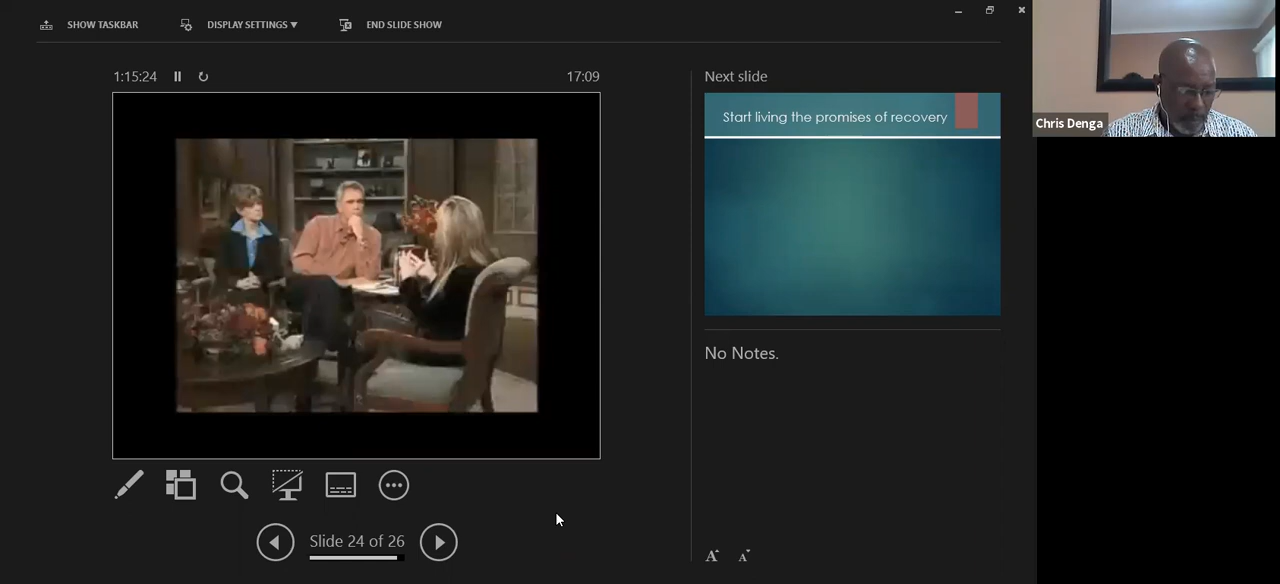 SHOW TASKBAR DISPLAY SETTINGS ▼ END SLIDE SHOW
1:15:24 17:09
Next slide
Start living the promises of recovery
Chris Denga
No Notes.
Slide 24 of 26
A A